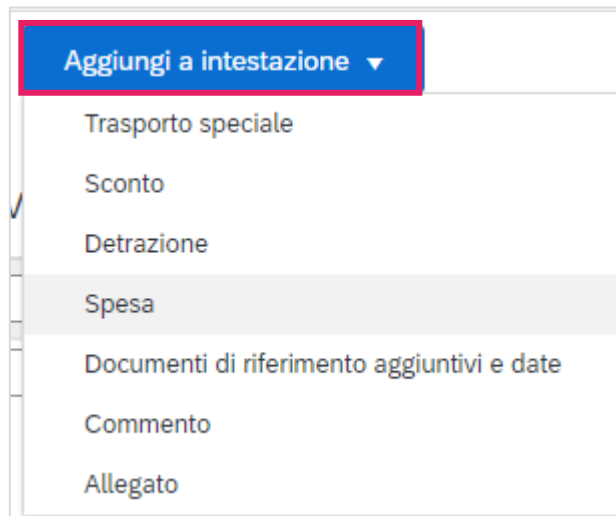 Aggiungi a intestazione
Trasporto speciale
Sconto
Detrazione
Spesa
Documenti di riferimento aggiuntivi e date
Commento
Allegato